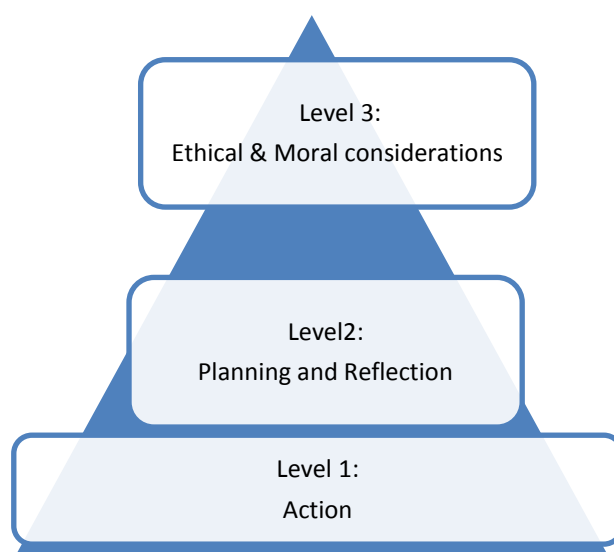 Level 3:
Ethical & Moral considerations
Level2:
Planning and Reflection
Level 1:
Action